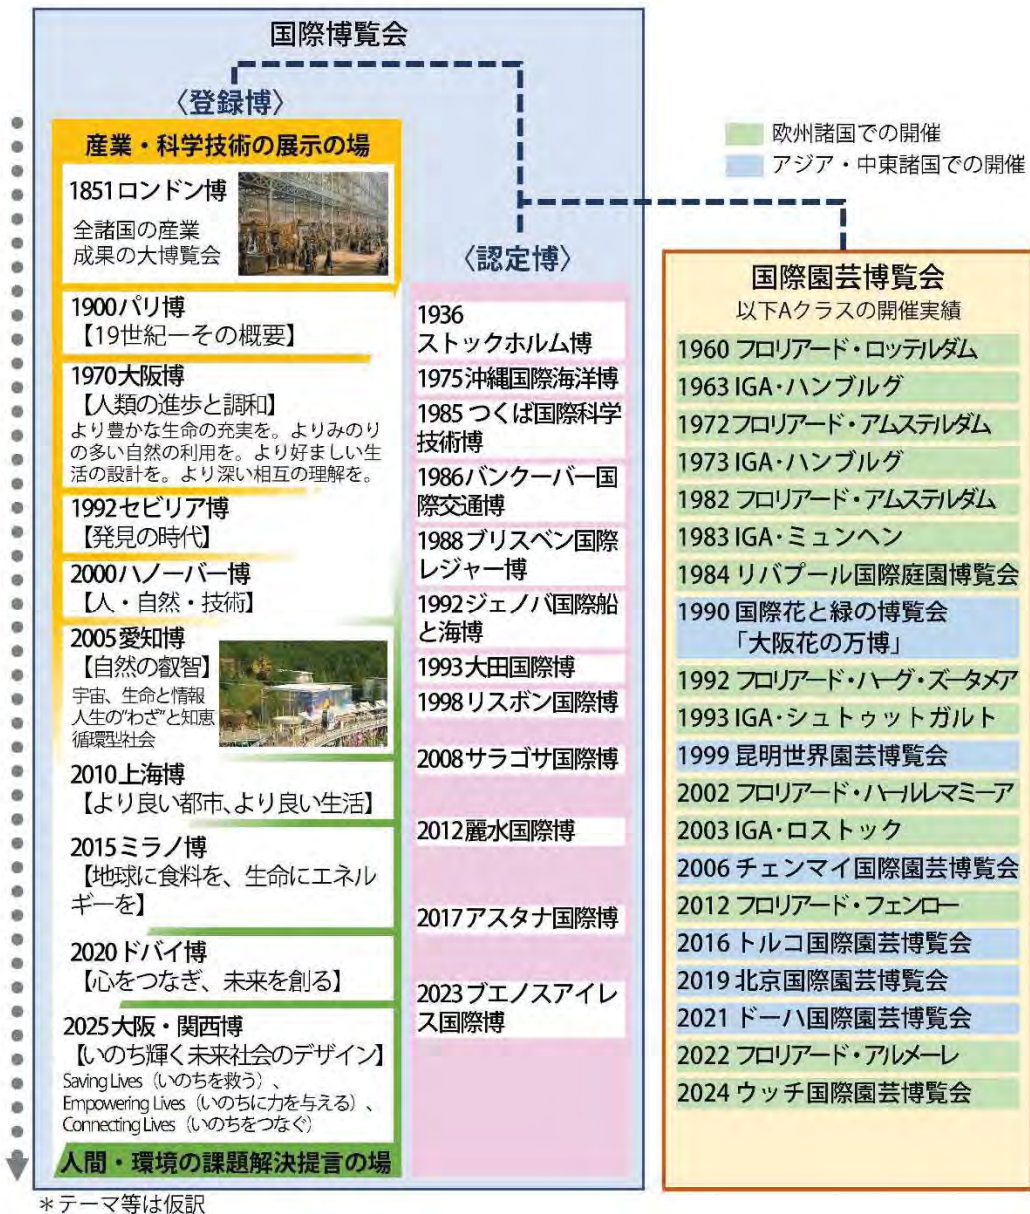 国際博覧会
〈登録博〉
産業・科学技術の展示の場
1851ロンドン博
全諸国の産業
成果の大博覧会
1900パリ博
【19世紀ーその概要】
1970大阪博
【人類の進歩と調和】
より豊かな生命の充実を。よりみのり
の多い自然の利用を。より好ましい生
活の設計を。より深い相互の理解を。
1992セビリア博
【発見の時代】
2000ハノーバー博
【人・自然・技術】
2005愛知博
【自然の叡智】
宇宙、生命と情報
人生の"わざ"と知恵
循環型社会
2010上海博
【より良い都市、より良い生活】
2015ミラノ博
【地球に食料を、生命にエネル
ギーを】
2020ドバイ博
【心をつなぎ、未来を創る】
2025大阪・関西博
【いのち輝く未来社会のデザイン】
Saving Lives（いのちを救う）、
Empowering Lives（いのちに力を与える）、
Connecting Lives（いのちをつなぐ）
人間・環境の課題解決提言の場
〈認定博〉
1936
ストックホルム博
1975沖縄国際海洋博
1985 つくば国際科学
技術博
1986バンクーバー国
際交通博
1988ブリスベン国際
レジャー博
1992ジェノバ国際船
と海博
1993大田国際博
1998リスボン国際博
2008サラゴサ国際博
2012麗水国際博
2017アスタナ国際博
2023ブエノスアイレ
ス国際博
欧州諸国での開催
アジア・中東諸国での開催
国際園芸博覧会
以下Aクラスの開催実績
1960 フロリアード・ロッテルダム
1963 IGA・ハンブルグ
1972フロリアード・アムステルダム
1973 IGA・ハンブルグ
1982 フロリアード・アムステルダム
1983 IGA・ミュンヘン
1984 リバプール国際庭園博覧会
1990 国際花と緑の博覧会
「大阪花の万博」
1992 フロリアード・ハーグ・ズータメア
1993 IGA・シュトゥットガルト
1999 昆明世界園芸博覧会
2002 フロリアード・ハールレマミーア
2003 IGA・ロストック
2006 チェンマイ国際園芸博覧会
2012 フロリアード・フェンロー
2016 トルコ国際園芸博覧会
2019 北京国際園芸博覧会
2021 ドーハ国際園芸博覧会
2022 フロリアード・アルメーレ
2024 ウッチ国際園芸博覧会
＊テーマ等は仮訳